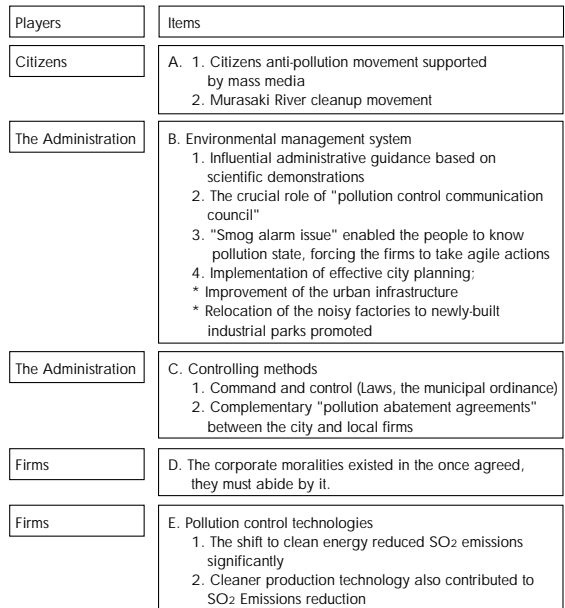 Players
Items
Citizens
A. 1. Citizens anti-pollution movement supported
by mass media
2. Murasaki River cleanup movement
The Administration
B. Environmental management system
1. Influential administrative guidance based on
scientific demonstrations
2. The crucial role of "pollution control communication
council"
3. "Smog alarm issue" enabled the people to know
pollution state, forcing the firms to take agile actions
4. Implementation of effective city planning;
* Improvement of the urban infrastructure
* Relocation of the noisy factories to newly-built
industrial parks promoted
The Administration
C. Controlling methods
1. Command and control (Laws, the municipal ordinance)
2. Complementary "pollution abatement agreements"
between the city and local firms
Firms
D. The corporate moralities existed in the once agreed,
they must abide by it.
Firms
E. Pollution control technologies
1. The shift to clean energy reduced SO2 emissions
significantly
2. Cleaner production technology also contributed to
SO2 Emissions reduction